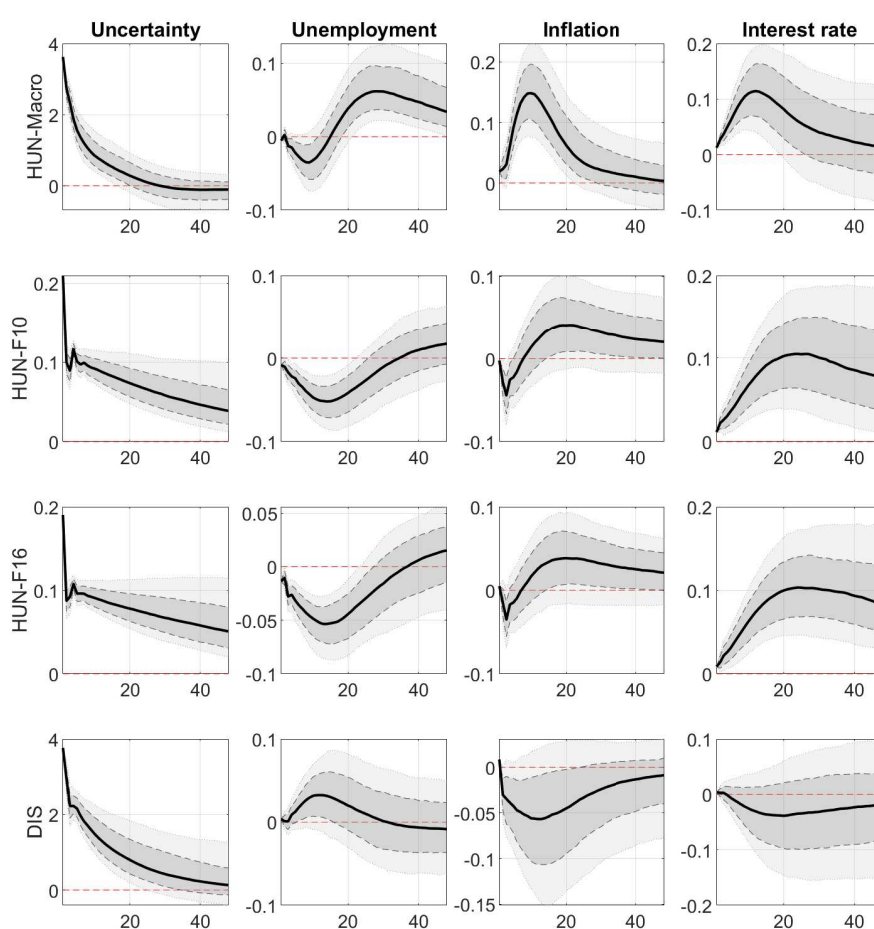 Uncertainty Unemployment Inflation Interest rate
HUN-Macro
4 2 0 20 40
0.1 0 -0.1 20 40
0.2 0.1 0 20 40
0.2 0.1 0 -0.1 20 40
HUN-F10
0.2 0.1 0 20 40
0.1 0 -0.1 20 40
0.1 0 -0.1 20 40
0.2 0.1 0 20 40
HUN-F16
0.2 0.1 0 20 40
0.05 0 -0.05 -0.1 20 40
0.1 0 -0.1 20 40
0.2 0.1 0 20 40
DIS
4 2 0 20 40
0.1 0 -0.1 20 40
0 -0.05 -0.1 -0.15 20 40
0.1 0 -0.1 -0.2 20 40